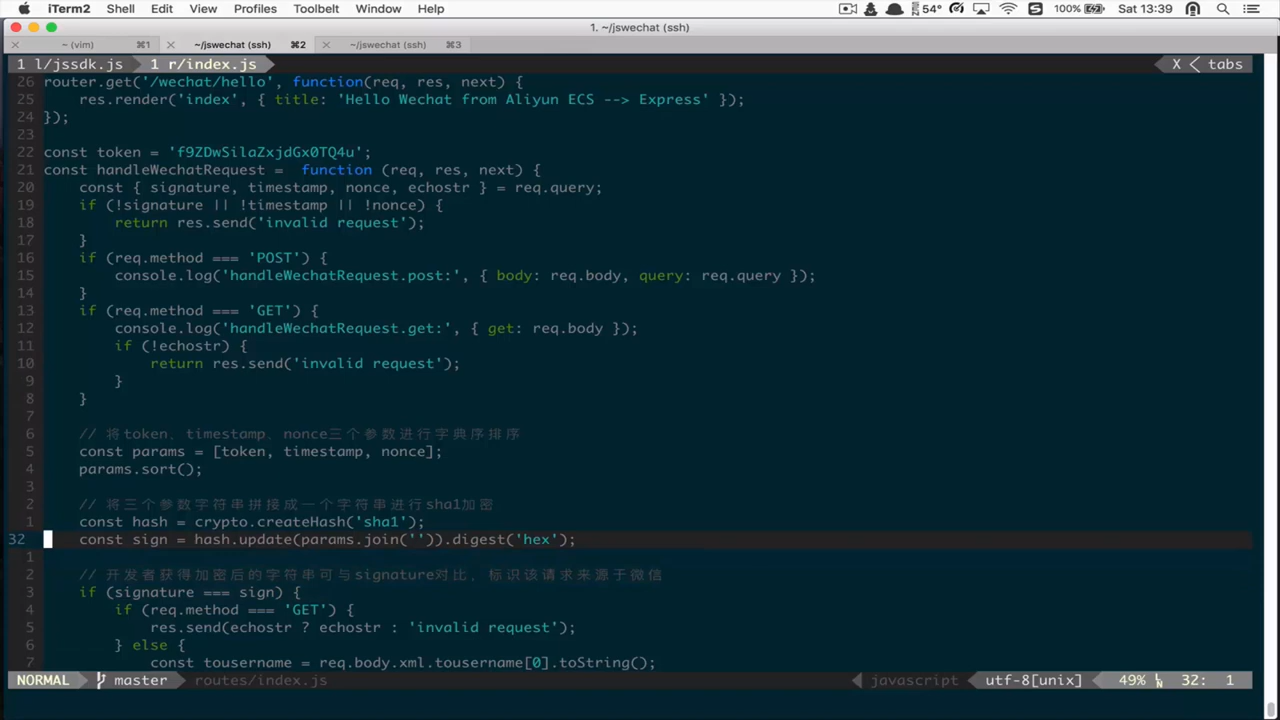 iTerm2 Shell Edit View Profiles Toolbelt Window Help 54° 100% Sat 13:39
1. ~/jswechat (ssh)
~ (vim) ⌘1 ~/jswechat (ssh) ⌘2 ~/jswechat (ssh) ⌘3
1 l/jssdk.js 1 r/index.js X < tabs
26 router.get('/wechat/hello', function(req, res, next) {
25     res.render('index', { title: 'Hello Wechat from Aliyun ECS --> Express' });
24 });
23
22 const token = 'f9ZDwSilaZxjdGx0TQ4u';
21 const handleWechatRequest =  function (req, res, next) {
20     const { signature, timestamp, nonce, echostr } = req.query;
19     if (!signature || !timestamp || !nonce) {
18         return res.send('invalid request');
17     }
16     if (req.method === 'POST') {
15         console.log('handleWechatRequest.post:', { body: req.body, query: req.query });
14     }
13     if (req.method === 'GET') {
12         console.log('handleWechatRequest.get:', { get: req.body });
11         if (!echostr) {
10             return res.send('invalid request');
9         }
8     }
7
6     // 将token、timestamp、nonce三个参数进行字典序排序
5     const params = [token, timestamp, nonce];
4     params.sort();
3
2     // 将三个参数字符串拼接成一个字符串进行sha1加密
1     const hash = crypto.createHash('sha1');
32     const sign = hash.update(params.join('')).digest('hex');
1
2     // 开发者获得加密后的字符串可与signature对比，标识该请求来源于微信
3     if (signature === sign) {
4         if (req.method === 'GET') {
5             res.send(echostr ? echostr : 'invalid request');
6         } else {
7             const tousername = req.body.xml.tousername[0].toString();
NORMAL master routes/index.js javascript utf-8[unix] 49% 32: 1